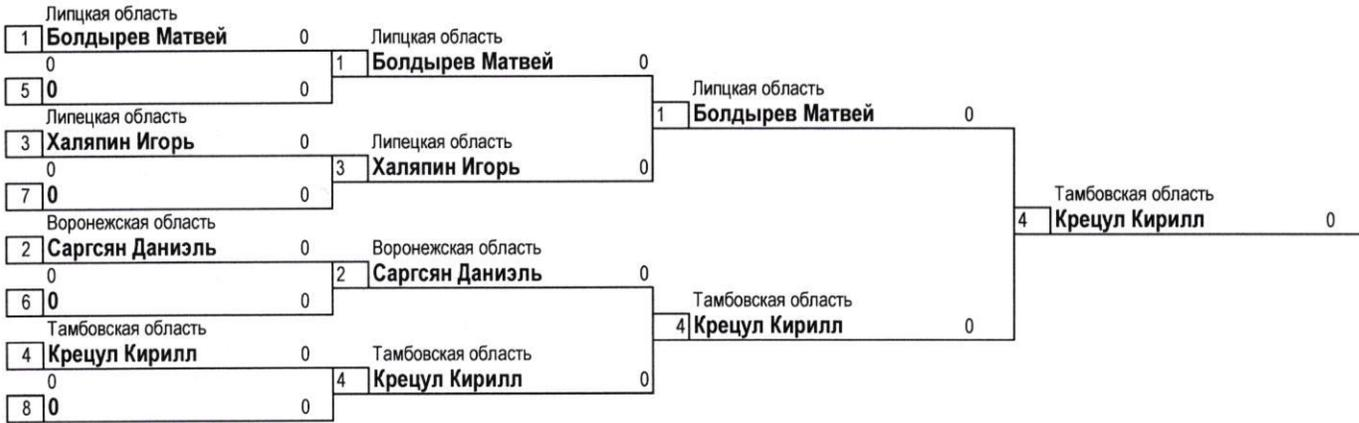 Липцкая область
1 Болдырев Матвей 0
0
5 0 0
Липецкая область
3 Халяпин Игорь 0
0
7 0 0
Воронежская область
2 Саргсян Даниэль 0
0
6 0 0
Тамбовская область
4 Крецул Кирилл 0
0
8 0 0
Липцкая область
1 Болдырев Матвей 0
Липецкая область
3 Халяпин Игорь 0
Воронежская область
2 Саргсян Даниэль 0
Тамбовская область
4 Крецул Кирилл 0
Липцкая область
1 Болдырев Матвей 0
Тамбовская область
4 Крецул Кирилл 0
Тамбовская область
4 Крецул Кирилл 0